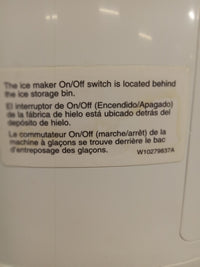 The ice maker On/Off switch is located behind
the ice storage bin.
El interruptor de On/Off (Encendido/Apagado)
de la fábrica de hielo está ubicado detrás del
depósito de hielo.
Le commutateur On/Off (marche/arrêt) de la
machine à glaçons se trouve derrière le bac
d'entreposage des glaçons. W10279837A